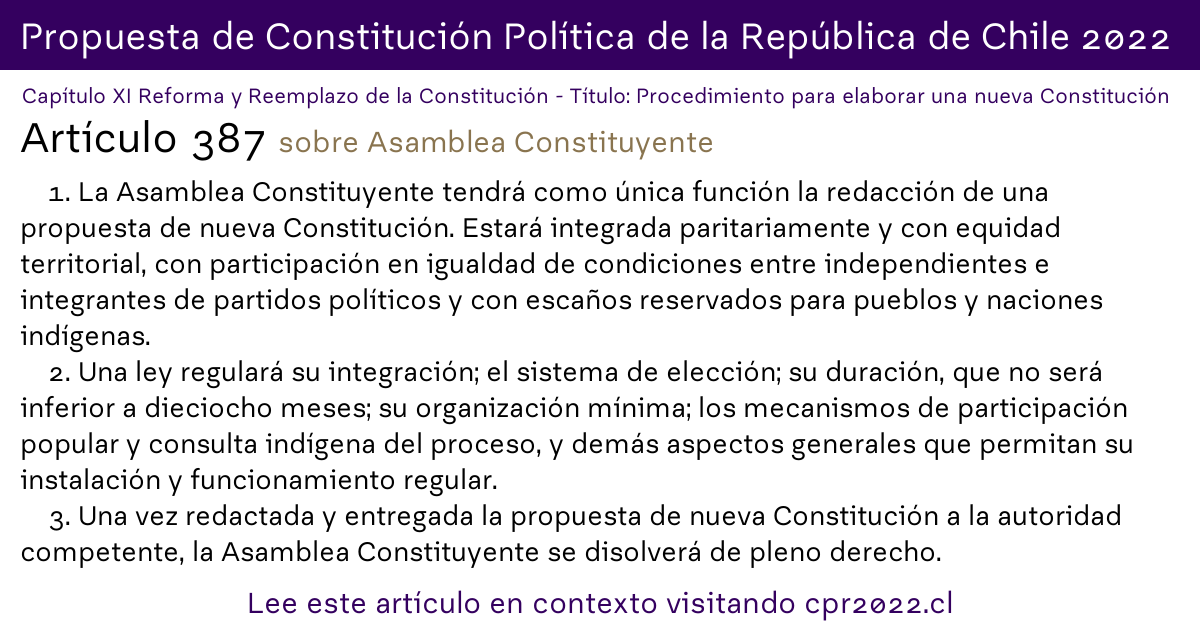 Propuesta de Constitución Política de la República de Chile 2022
Capítulo XI Reforma y Reemplazo de la Constitución - Título: Procedimiento para elaborar una nueva Constitución
Artículo 387 sobre Asamblea Constituyente
1. La Asamblea Constituyente tendrá como única función la redacción de una
propuesta de nueva Constitución. Estará integrada paritariamente y con equidad
territorial, con participación en igualdad de condiciones entre independientes e
integrantes de partidos políticos y con escaños reservados para pueblos y naciones
indígenas.
2. Una ley regulará su integración; el sistema de elección; su duración, que no será
inferior a dieciocho meses; su organización mínima; los mecanismos de participación
popular y consulta indígena del proceso, y demás aspectos generales que permitan su
instalación y funcionamiento regular.
3. Una vez redactada y entregada la propuesta de nueva Constitución a la autoridad
competente, la Asamblea Constituyente se disolverá de pleno derecho.
Lee este artículo en contexto visitando cpr2022.cl